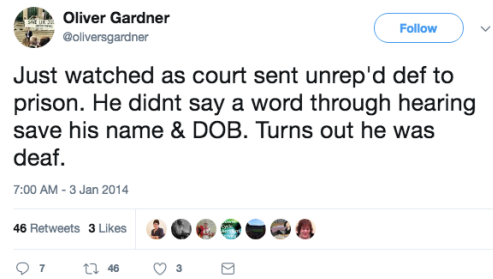 Oliver Gardner
@oliversgardner
Follow
Just watched as court sent unrep'd def to
prison. He didnt say a word through hearing
save his name & DOB. Turns out he was
deaf.
7:00 AM - 3 Jan 2014
46 Retweets 3 Likes
7 46 3